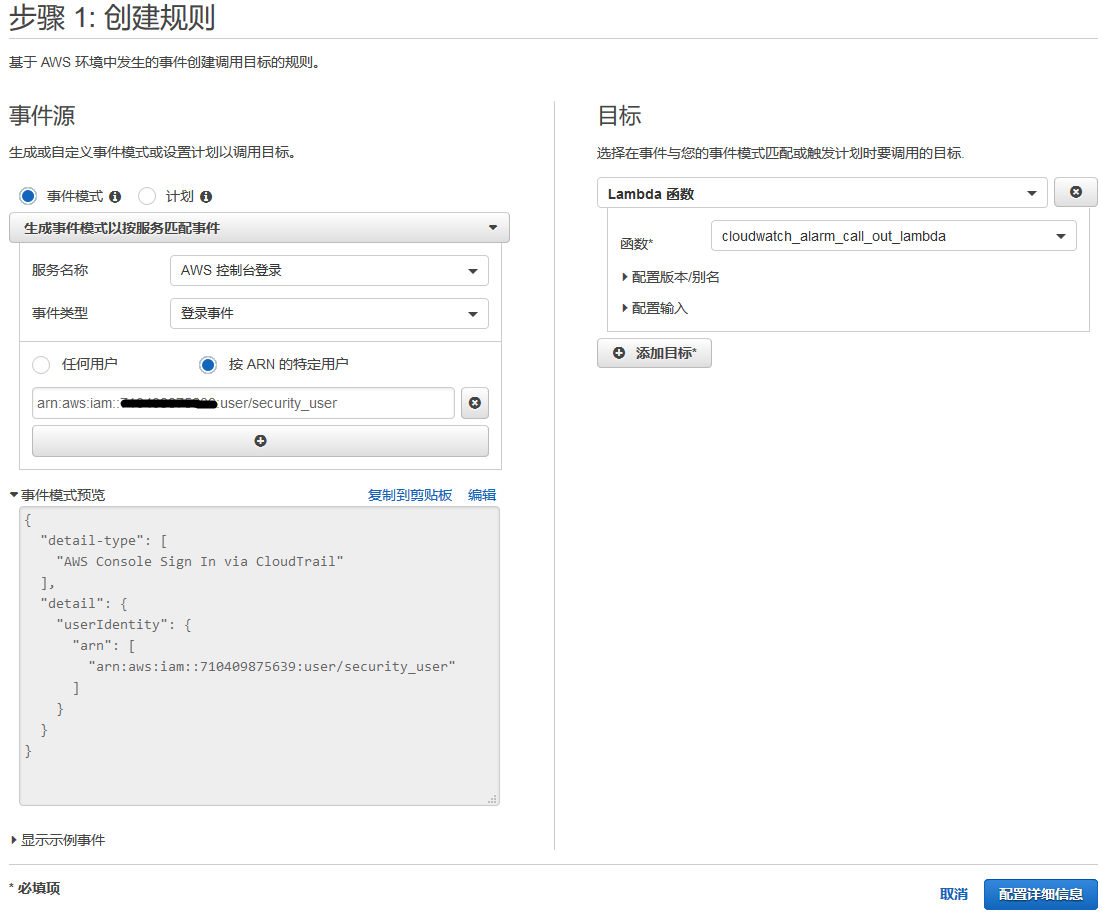 步骤 1: 创建规则
基于 AWS 环境中发生的事件创建调用目标的规则。
事件源
生成或自定义事件模式或设置计划以调用目标。
事件模式 计划
生成事件模式以按服务匹配事件
服务名称 AWS 控制台登录
事件类型 登录事件
任何用户 按 ARN 的特定用户
arn:aws:iam:: :user/security_user
事件模式预览 复制到剪贴板 编辑
{
"detail-type": [
"AWS Console Sign In via CloudTrail"
],
"detail": {
"userIdentity": {
"arn": [
"arn:aws:iam::710409875639:user/security_user"
]
}
}
}
显示示例事件
* 必填项
目标
选择在事件与您的事件模式匹配或触发计划时要调用的目标.
Lambda 函数
函数* cloudwatch_alarm_call_out_lambda
配置版本/别名
配置输入
添加目标*
取消 配置详细信息